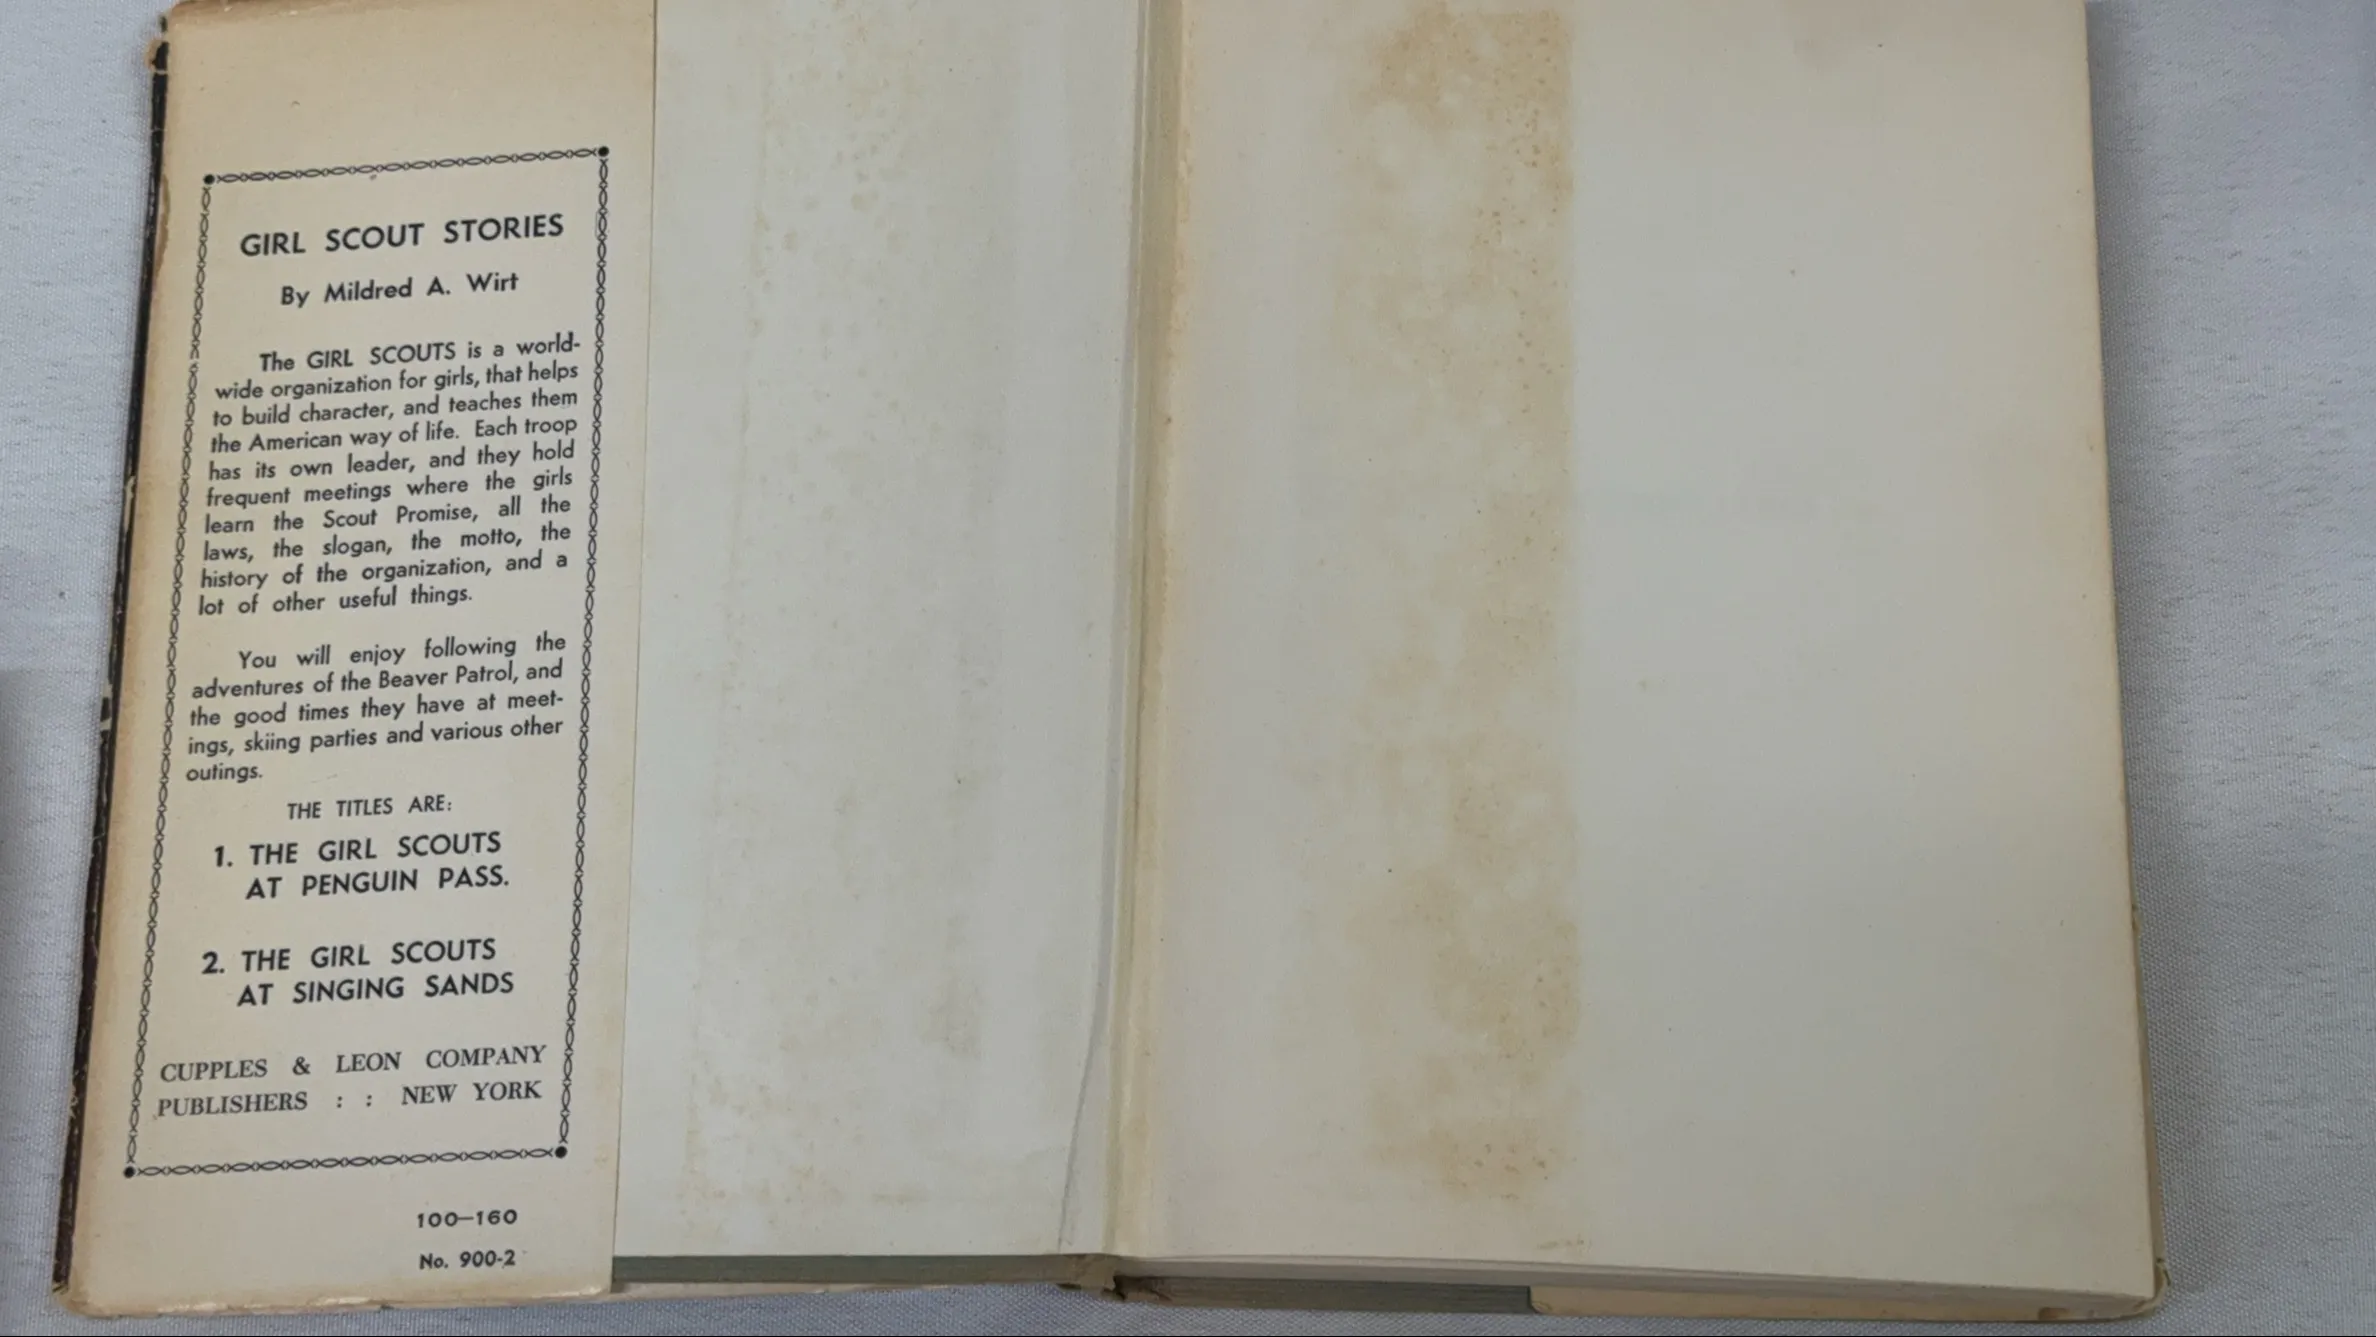 GIRL SCOUT STORIES
By Mildred A. Wirt
The GIRL SCOUTS is a world-
wide organization for girls, that helps
to build character, and teaches them
the American way of life. Each troop
has its own leader, and they hold
frequent meetings where the girls
learn the Scout Promise, all the
laws, the slogan, the motto, the
history of the organization, and a
lot of other useful things.
You will enjoy following the
adventures of the Beaver Patrol, and
the good times they have at meet-
ings, skiing parties and various other
outings.
THE TITLES ARE:
1. THE GIRL SCOUTS
AT PENGUIN PASS.
2. THE GIRL SCOUTS
AT SINGING SANDS
CUPPLES & LEON COMPANY
PUBLISHERS : : NEW YORK
100—160
No. 900-2